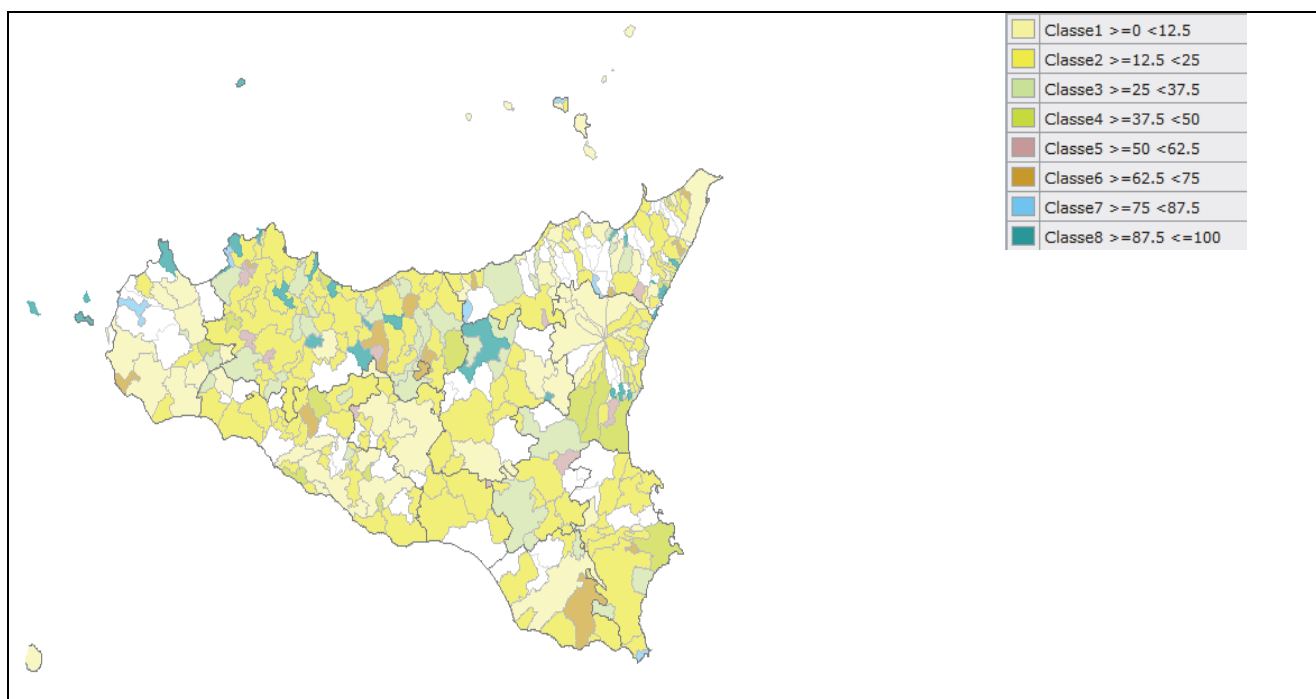 Classe1 >=0 <12.5
Classe2 >=12.5 <25
Classe3 >=25 <37.5
Classe4 >=37.5 <50
Classe5 >=50 <62.5
Classe6 >=62.5 <75
Classe7 >=75 <87.5
Classe8 >=87.5 <=100